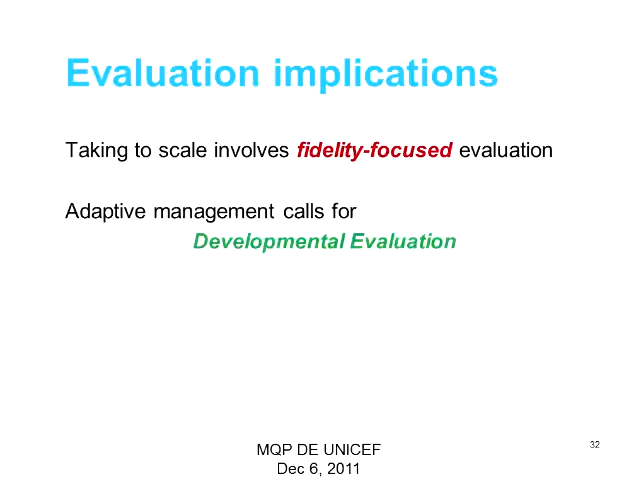 Evaluation implications
Taking to scale involves fidelity-focused evaluation
Adaptive management calls for
Developmental Evaluation
MQP DE UNICEF
Dec 6, 2011
32